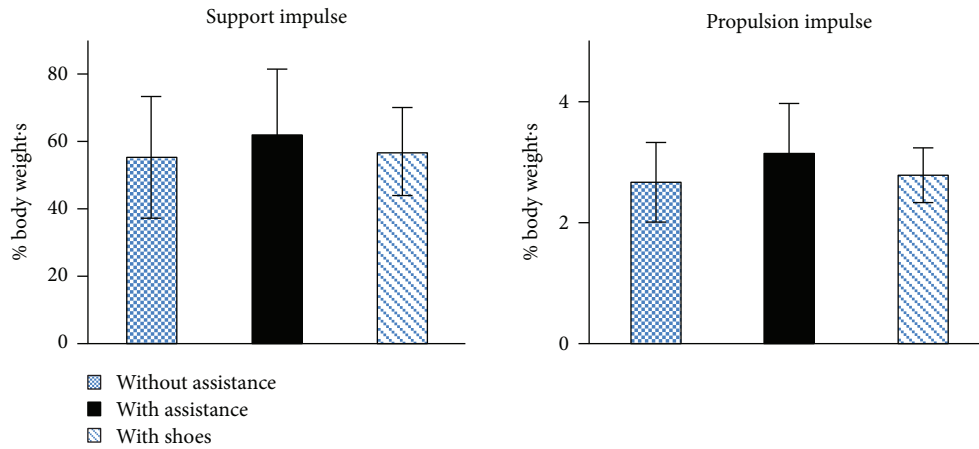 Support impulse
% body weight·s
80
60
40
20
0
Propulsion impulse
% body weight·s
4
2
0
Without assistance
With assistance
With shoes